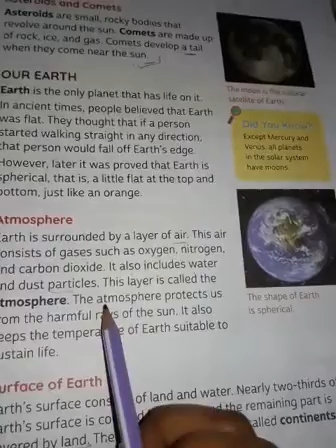 Asteroids and Comets
Asteroids are small, rocky bodies that
revolve around the sun. Comets are made up
of rock, ice, and gas. Comets develop a tail
when they come near the sun.
OUR EARTH
Earth is the only planet that has life on it.
In ancient times, people believed that Earth
was flat. They thought that if a person
started walking straight in any direction,
that person would fall off Earth's edge.
However, later it was proved that Earth is
spherical, that is, a little flat at the top and
bottom, just like an orange.
Atmosphere
Earth is surrounded by a layer of air. This air
consists of gases such as oxygen, nitrogen,
and carbon dioxide. It also includes water
and dust particles. This layer is called the
atmosphere. The atmosphere protects us
from the harmful rays of the sun. It also
keeps the temperature of Earth suitable to
sustain life.
Surface of Earth
Earth's surface cons of land and water. Nearly two-thirds of
Earth's surface is co the remaining part is
covered by land. The called continents
The moon is the natural
satellite of Earth.
Did You Know?
Except Mercury and
Venus, all planets
in the solar system
have moons.
The shape of Earth
is spherical.